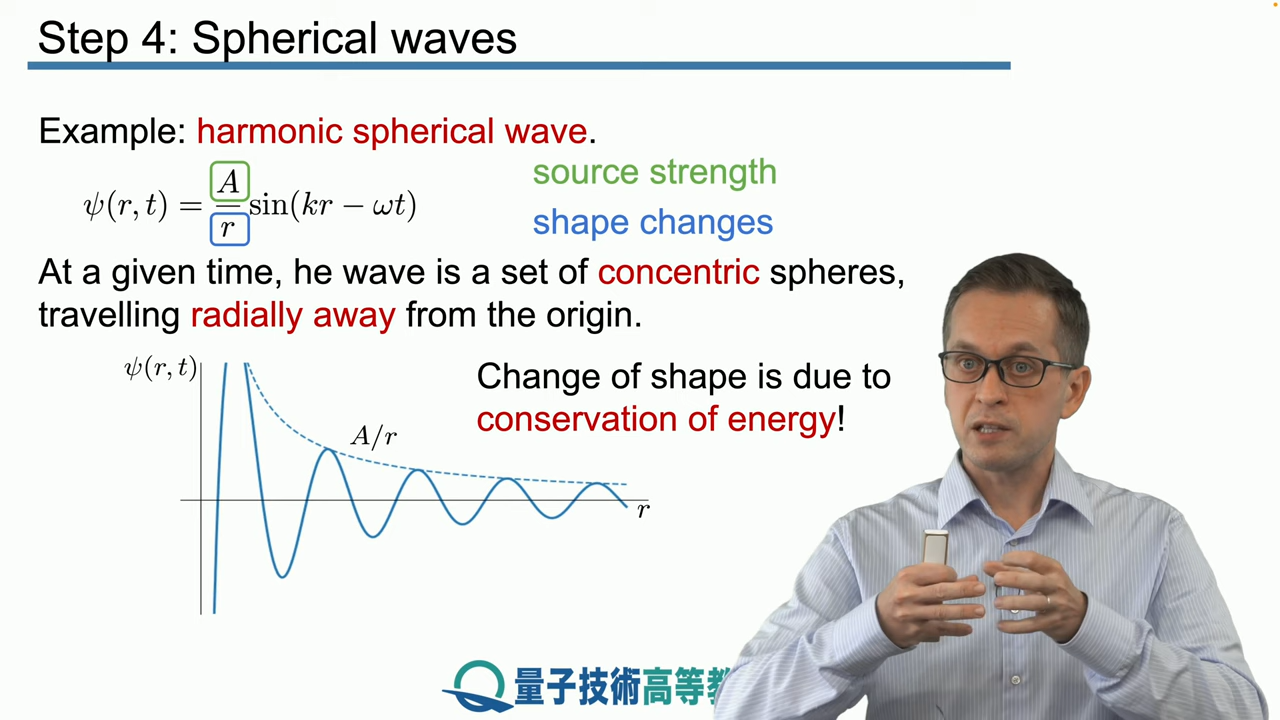 Step 4: Spherical waves
Example: harmonic spherical wave.
ψ(r, t) = A/r sin(kr − ωt)
source strength
shape changes
At a given time, he wave is a set of concentric spheres,
travelling radially away from the origin.
ψ(r, t)
A/r
r
Change of shape is due to
conservation of energy!
量子技術高等教